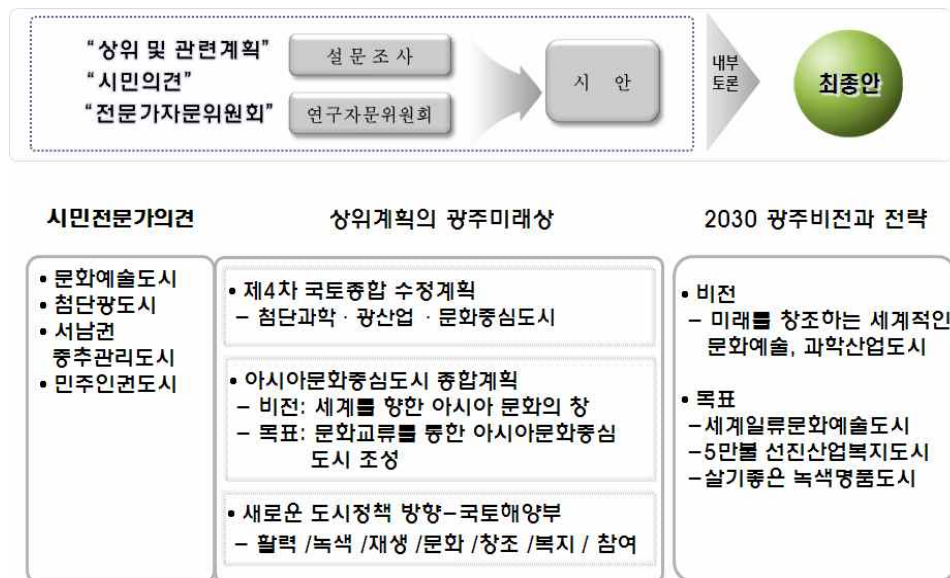 “상위 및 관련계획”
“시민의견”
“전문가자문위원회”
설문조사
연구자문위원회
시 안
내부
토론
최종안
시민전문가의견
• 문화예술도시
• 첨단광도시
• 서남권
중추관리도시
• 민주인권도시
상위계획의 광주미래상
• 제4차 국토종합 수정계획
– 첨단과학 · 광산업 · 문화중심도시
• 아시아문화중심도시 종합계획
– 비전: 세계를 향한 아시아 문화의 창
– 목표: 문화교류를 통한 아시아문화중심
도시 조성
• 새로운 도시정책 방향–국토해양부
– 활력 /녹색 /재생 /문화 /창조 /복지 / 참여
2030 광주비전과 전략
• 비전
– 미래를 창조하는 세계적인
문화예술, 과학산업도시
• 목표
–세계일류문화예술도시
–5만불 선진산업복지도시
–살기좋은 녹색명품도시